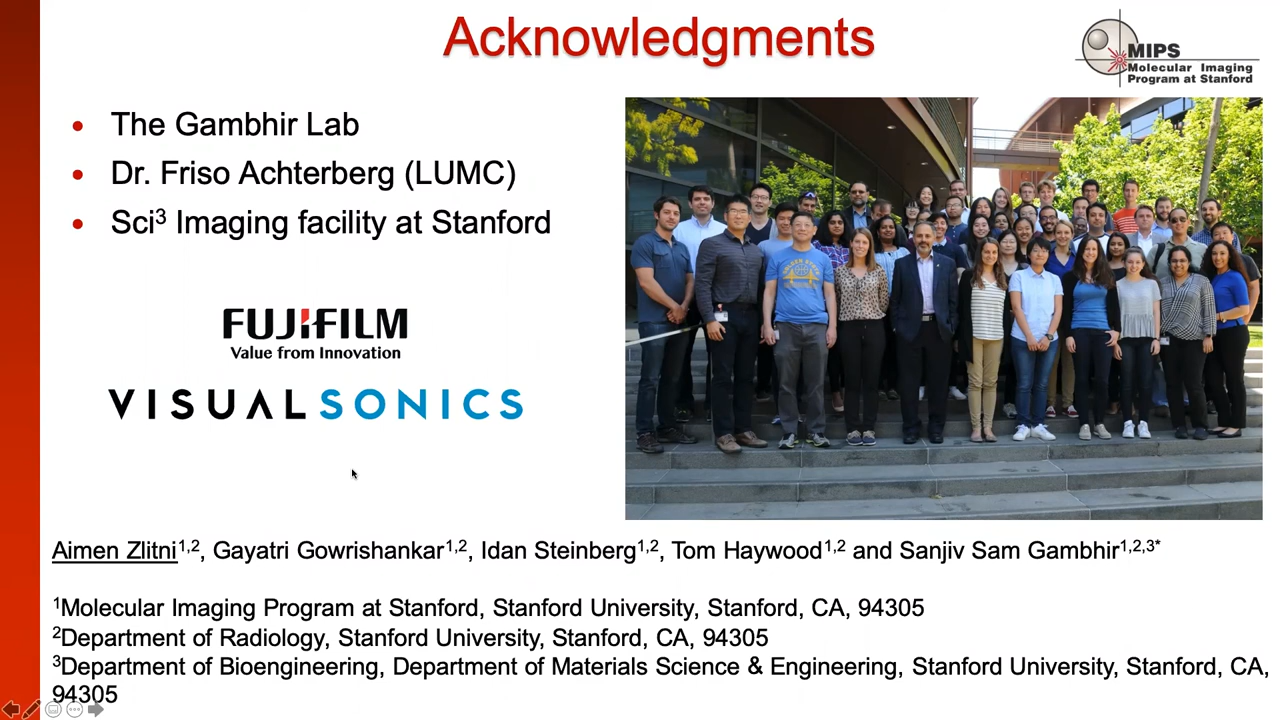 Acknowledgments
MIPS
Molecular Imaging
Program at Stanford
• The Gambhir Lab
• Dr. Friso Achterberg (LUMC)
• Sci³ Imaging facility at Stanford
FUJIFILM
Value from Innovation
VISUALSONICS
Aimen Zlitni¹,², Gayatri Gowrishankar¹,², Idan Steinberg¹,², Tom Haywood¹,² and Sanjiv Sam Gambhir¹,²,³*
¹Molecular Imaging Program at Stanford, Stanford University, Stanford, CA, 94305
²Department of Radiology, Stanford University, Stanford, CA, 94305
³Department of Bioengineering, Department of Materials Science & Engineering, Stanford University, Stanford, CA,
94305